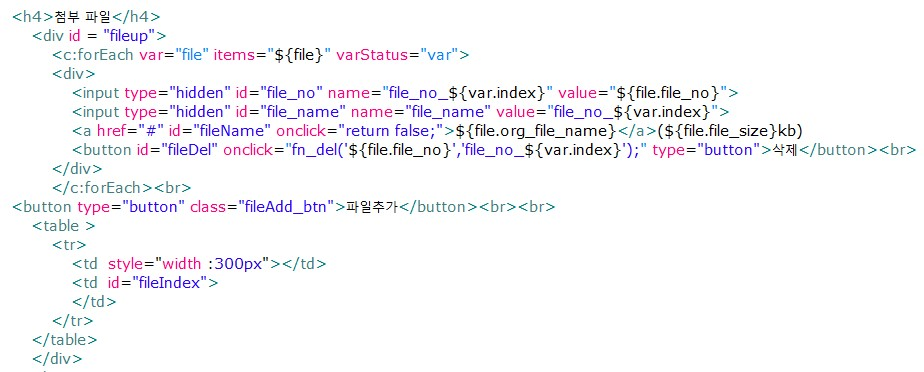 <h4>첨부 파일</h4>
<div id = "fileup">
<c:forEach var="file" items="${file}" varStatus="var">
<div>
<input type="hidden" id="file_no" name="file_no_${var.index}" value="${file.file_no}">
<input type="hidden" id="file_name" name="file_name" value="file_no_${var.index}">
<a href="#" id="fileName" onclick="return false;">${file.org_file_name}</a>(${file.file_size}kb)
<button id="fileDel" onclick="fn_del('${file.file_no}','file_no_${var.index}');" type="button">삭제</button><br>
</div>
</c:forEach><br>
<button type="button" class="fileAdd_btn">파일추가</button><br><br>
<table >
<tr>
<td  style="width :300px"></td>
<td  id="fileIndex">
</td>
</tr>
</table>
</div>